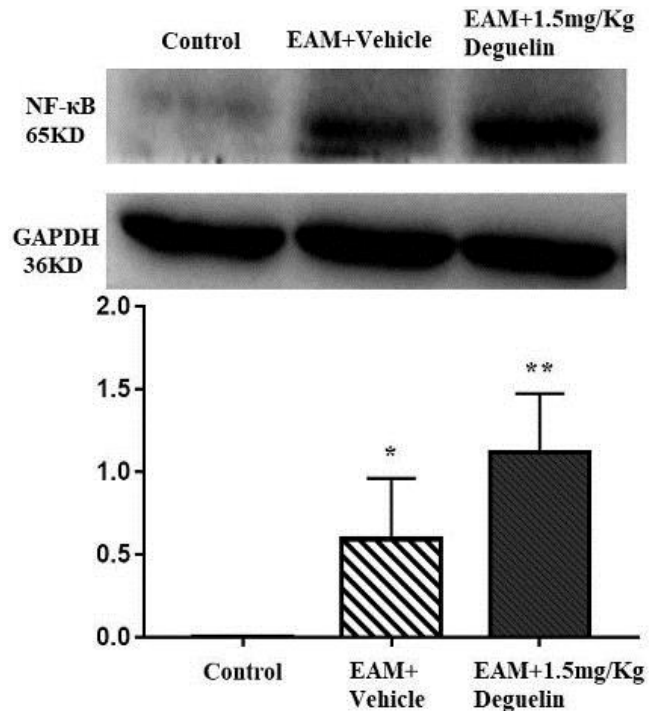 Control
EAM+Vehicle
EAM+1.5mg/Kg
Deguelin
NF-κB
65KD
GAPDH
36KD
2.0
1.5
1.0
0.5
0.0
*
**
Control
EAM+
Vehicle
EAM+1.5mg/Kg
Deguelin